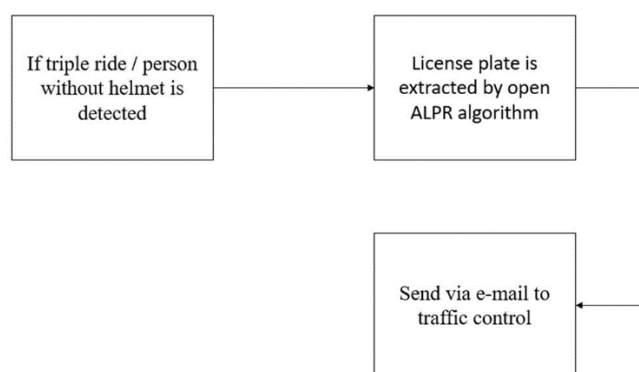 If triple ride / person
without helmet is
detected
License plate is
extracted by open
ALPR algorithm
Send via e-mail to
traffic control